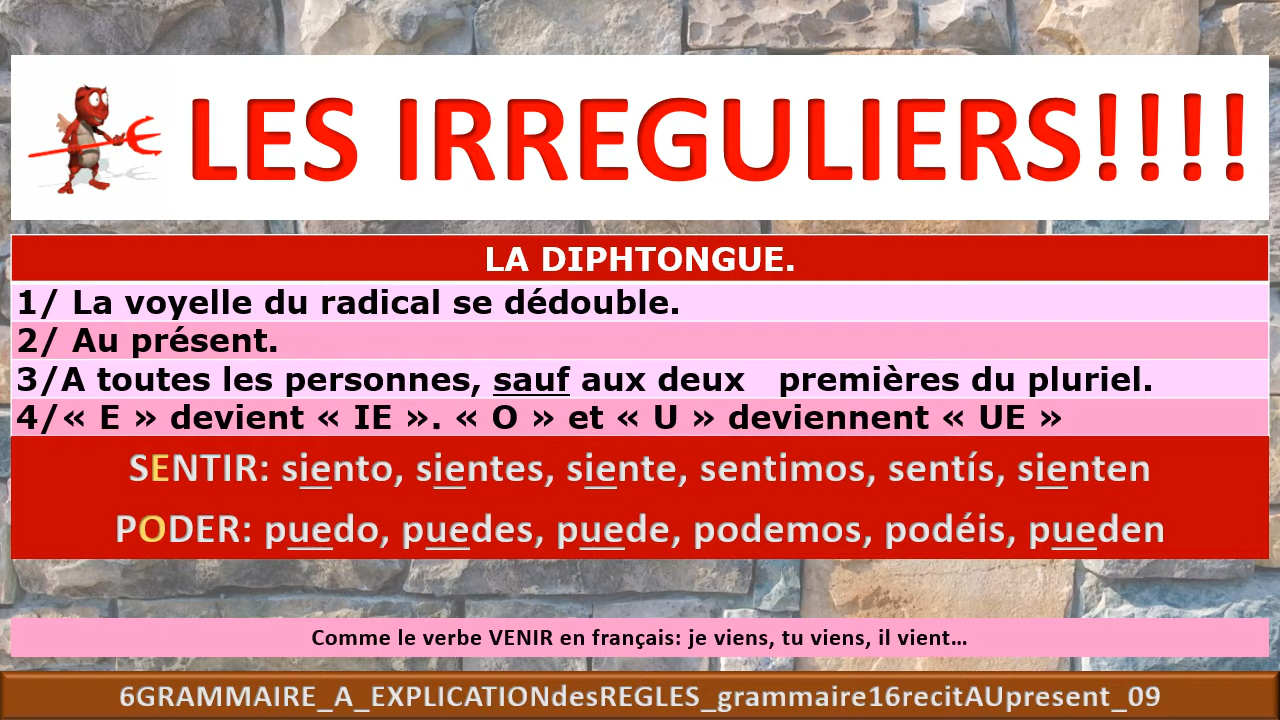 LES IRREGULIERS!!!!
LA DIPHTONGUE.
1/ La voyelle du radical se dédouble.
2/ Au présent.
3/A toutes les personnes, sauf aux deux premières du pluriel.
4/« E » devient « IE ». « O » et « U » deviennent « UE »
SENTIR: siento, sientes, siente, sentimos, sentís, sienten
PODER: puedo, puedes, puede, podemos, podéis, pueden
Comme le verbe VENIR en français: je viens, tu viens, il vient…
6GRAMMAIRE_A_EXPLICATIONdesREGLES_grammaire16recitAUpresent_09